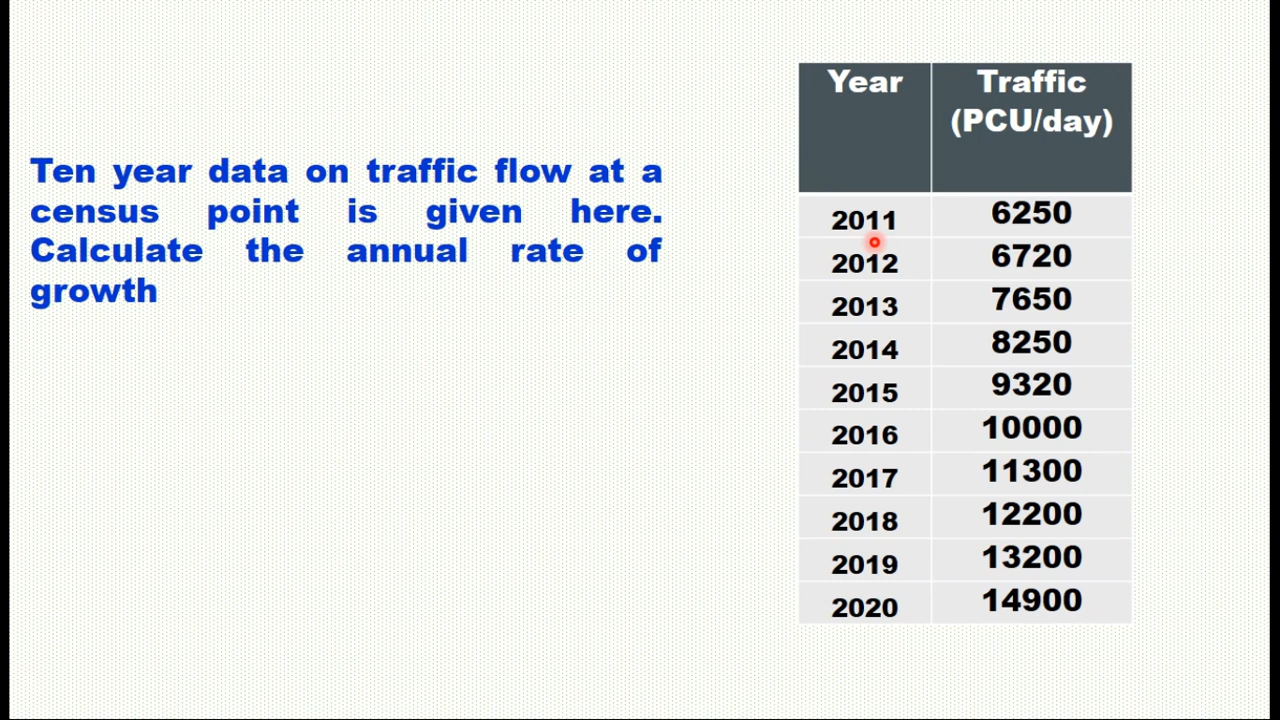 Ten year data on traffic flow at a
census point is given here.
Calculate the annual rate of
growth
Year Traffic
(PCU/day)
2011 6250
2012 6720
2013 7650
2014 8250
2015 9320
2016 10000
2017 11300
2018 12200
2019 13200
2020 14900